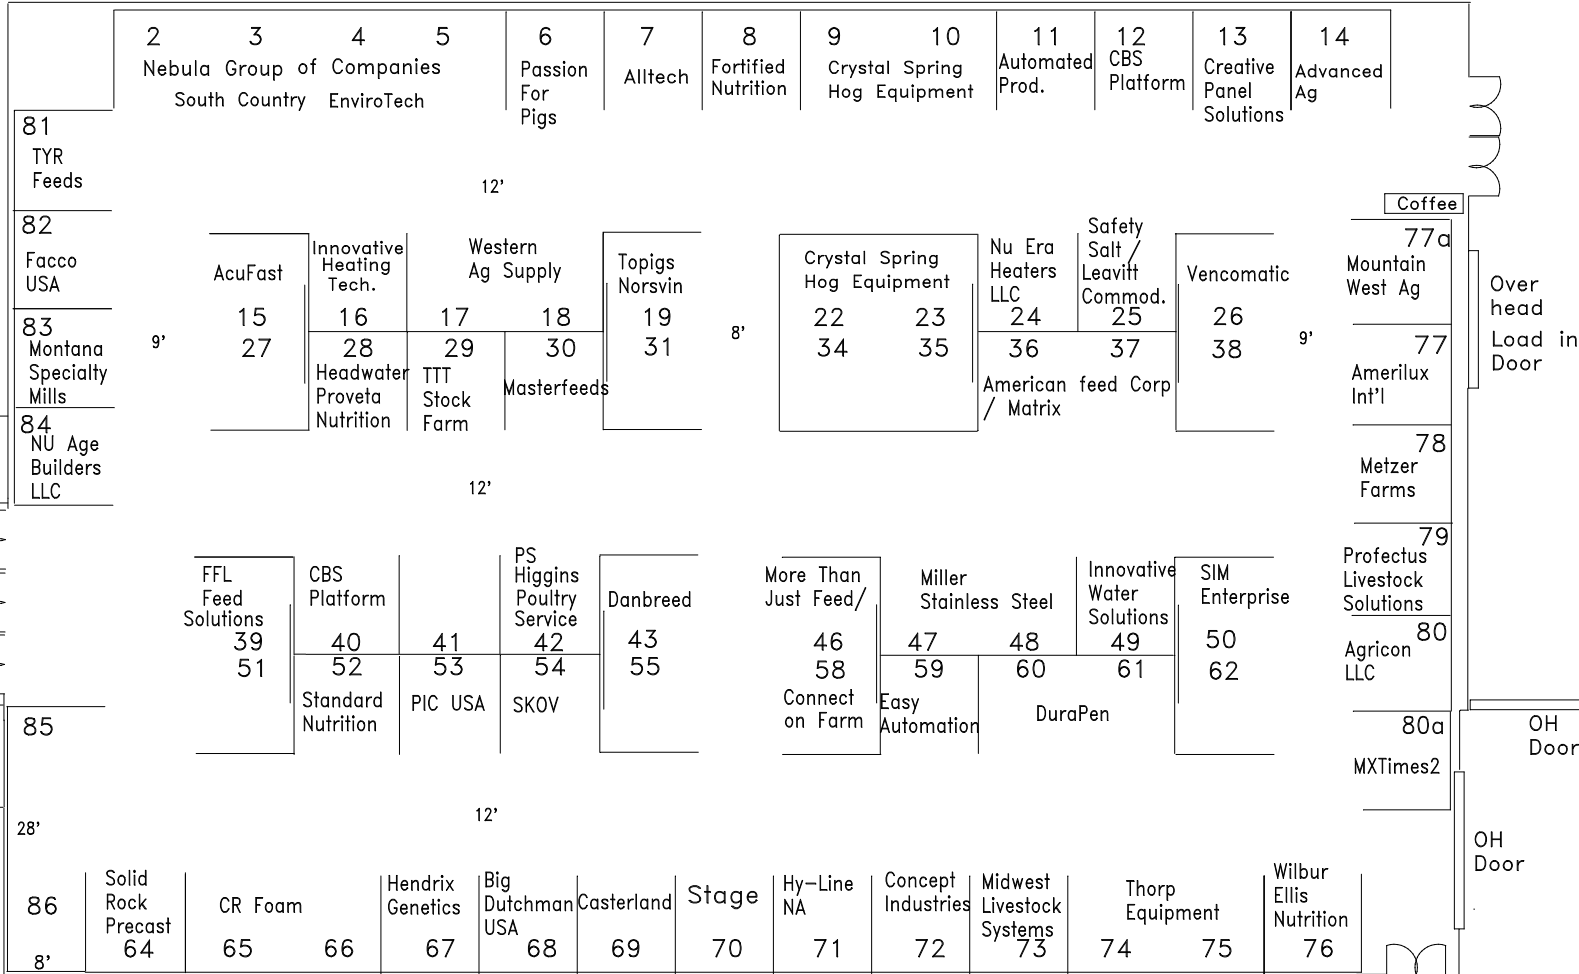 2 3 4 5 6 7 8 9 10 11 12 13 14
Nebula Group of Companies
South Country EnviroTech
Passion
For
Pigs
Alltech
Fortified
Nutrition
Crystal Spring
Hog Equipment
Automated
Prod.
CBS
Platform
Creative
Panel
Solutions
Advanced
Ag
81
TYR
Feeds
12'
Coffee
82
Facco
USA
83
Montana
Specialty
Mills
84
NU Age
Builders
LLC
9'
AcuFast
15
27
Innovative
Heating
Tech.
16
28
Headwater
Proveta
Nutrition
Western
Ag Supply
17 18
29
TTT
Stock
Farm
30
Masterfeeds
Topigs
Norsvin
19
31
8'
Crystal Spring
Hog Equipment
22 23
34 35
Nu Era
Heaters
LLC
24
Safety
Salt /
Leavitt
Commod.
25
36 37
American feed Corp
/ Matrix
Vencomatic
26
38
9'
77a
Mountain
West Ag
Over
head
Load in
Door
77
Amerilux
Int'l
78
Metzer
Farms
79
Profectus
Livestock
Solutions
80
Agricon
LLC
80a
MXTimes2
OH
Door
OH
Door
12'
FFL
Feed
Solutions
39
51
CBS
Platform
40
52
Standard
Nutrition
41
53
PIC USA
PS
Higgins
Poultry
Service
42
54
SKOV
Danbreed
43
55
More Than
Just Feed/
46
58
Connect
on Farm
Miller
Stainless Steel
47 48
59
Easy
Automation
Innovative
Water
Solutions
49
60 61
DuraPen
SIM
Enterprise
50
62
85
28'
12'
86
8'
Solid
Rock
Precast
64
CR Foam
65 66
Hendrix
Genetics
67
Big
Dutchman
USA
68
Casterland
69
Stage
70
Hy-Line
NA
71
Concept
Industries
72
Midwest
Livestock
Systems
73
Thorp
Equipment
74 75
Wilbur
Ellis
Nutrition
76